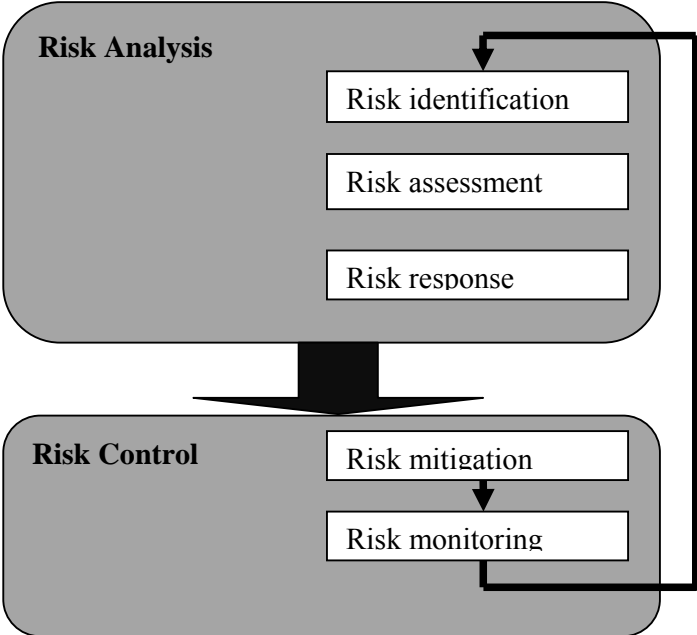 Risk Analysis
Risk identification
Risk assessment
Risk response
Risk Control
Risk mitigation
Risk monitoring